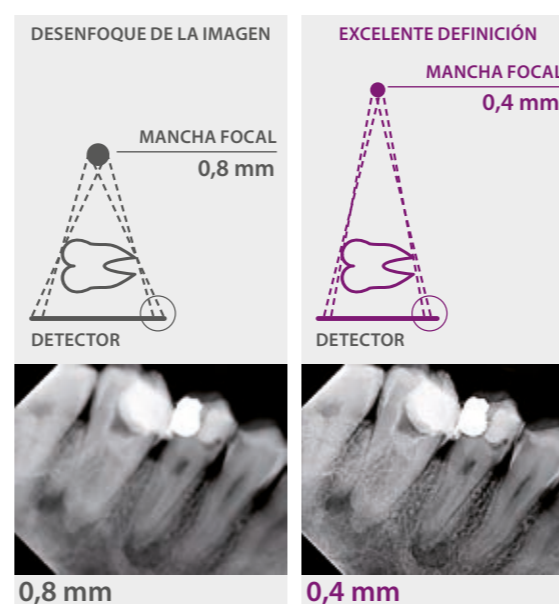 DESENFOQUE DE LA IMAGEN
MANCHA FOCAL
0,8 mm
DETECTOR
0,8 mm
EXCELENTE DEFINICIÓN
MANCHA FOCAL
0,4 mm
DETECTOR
0,4 mm